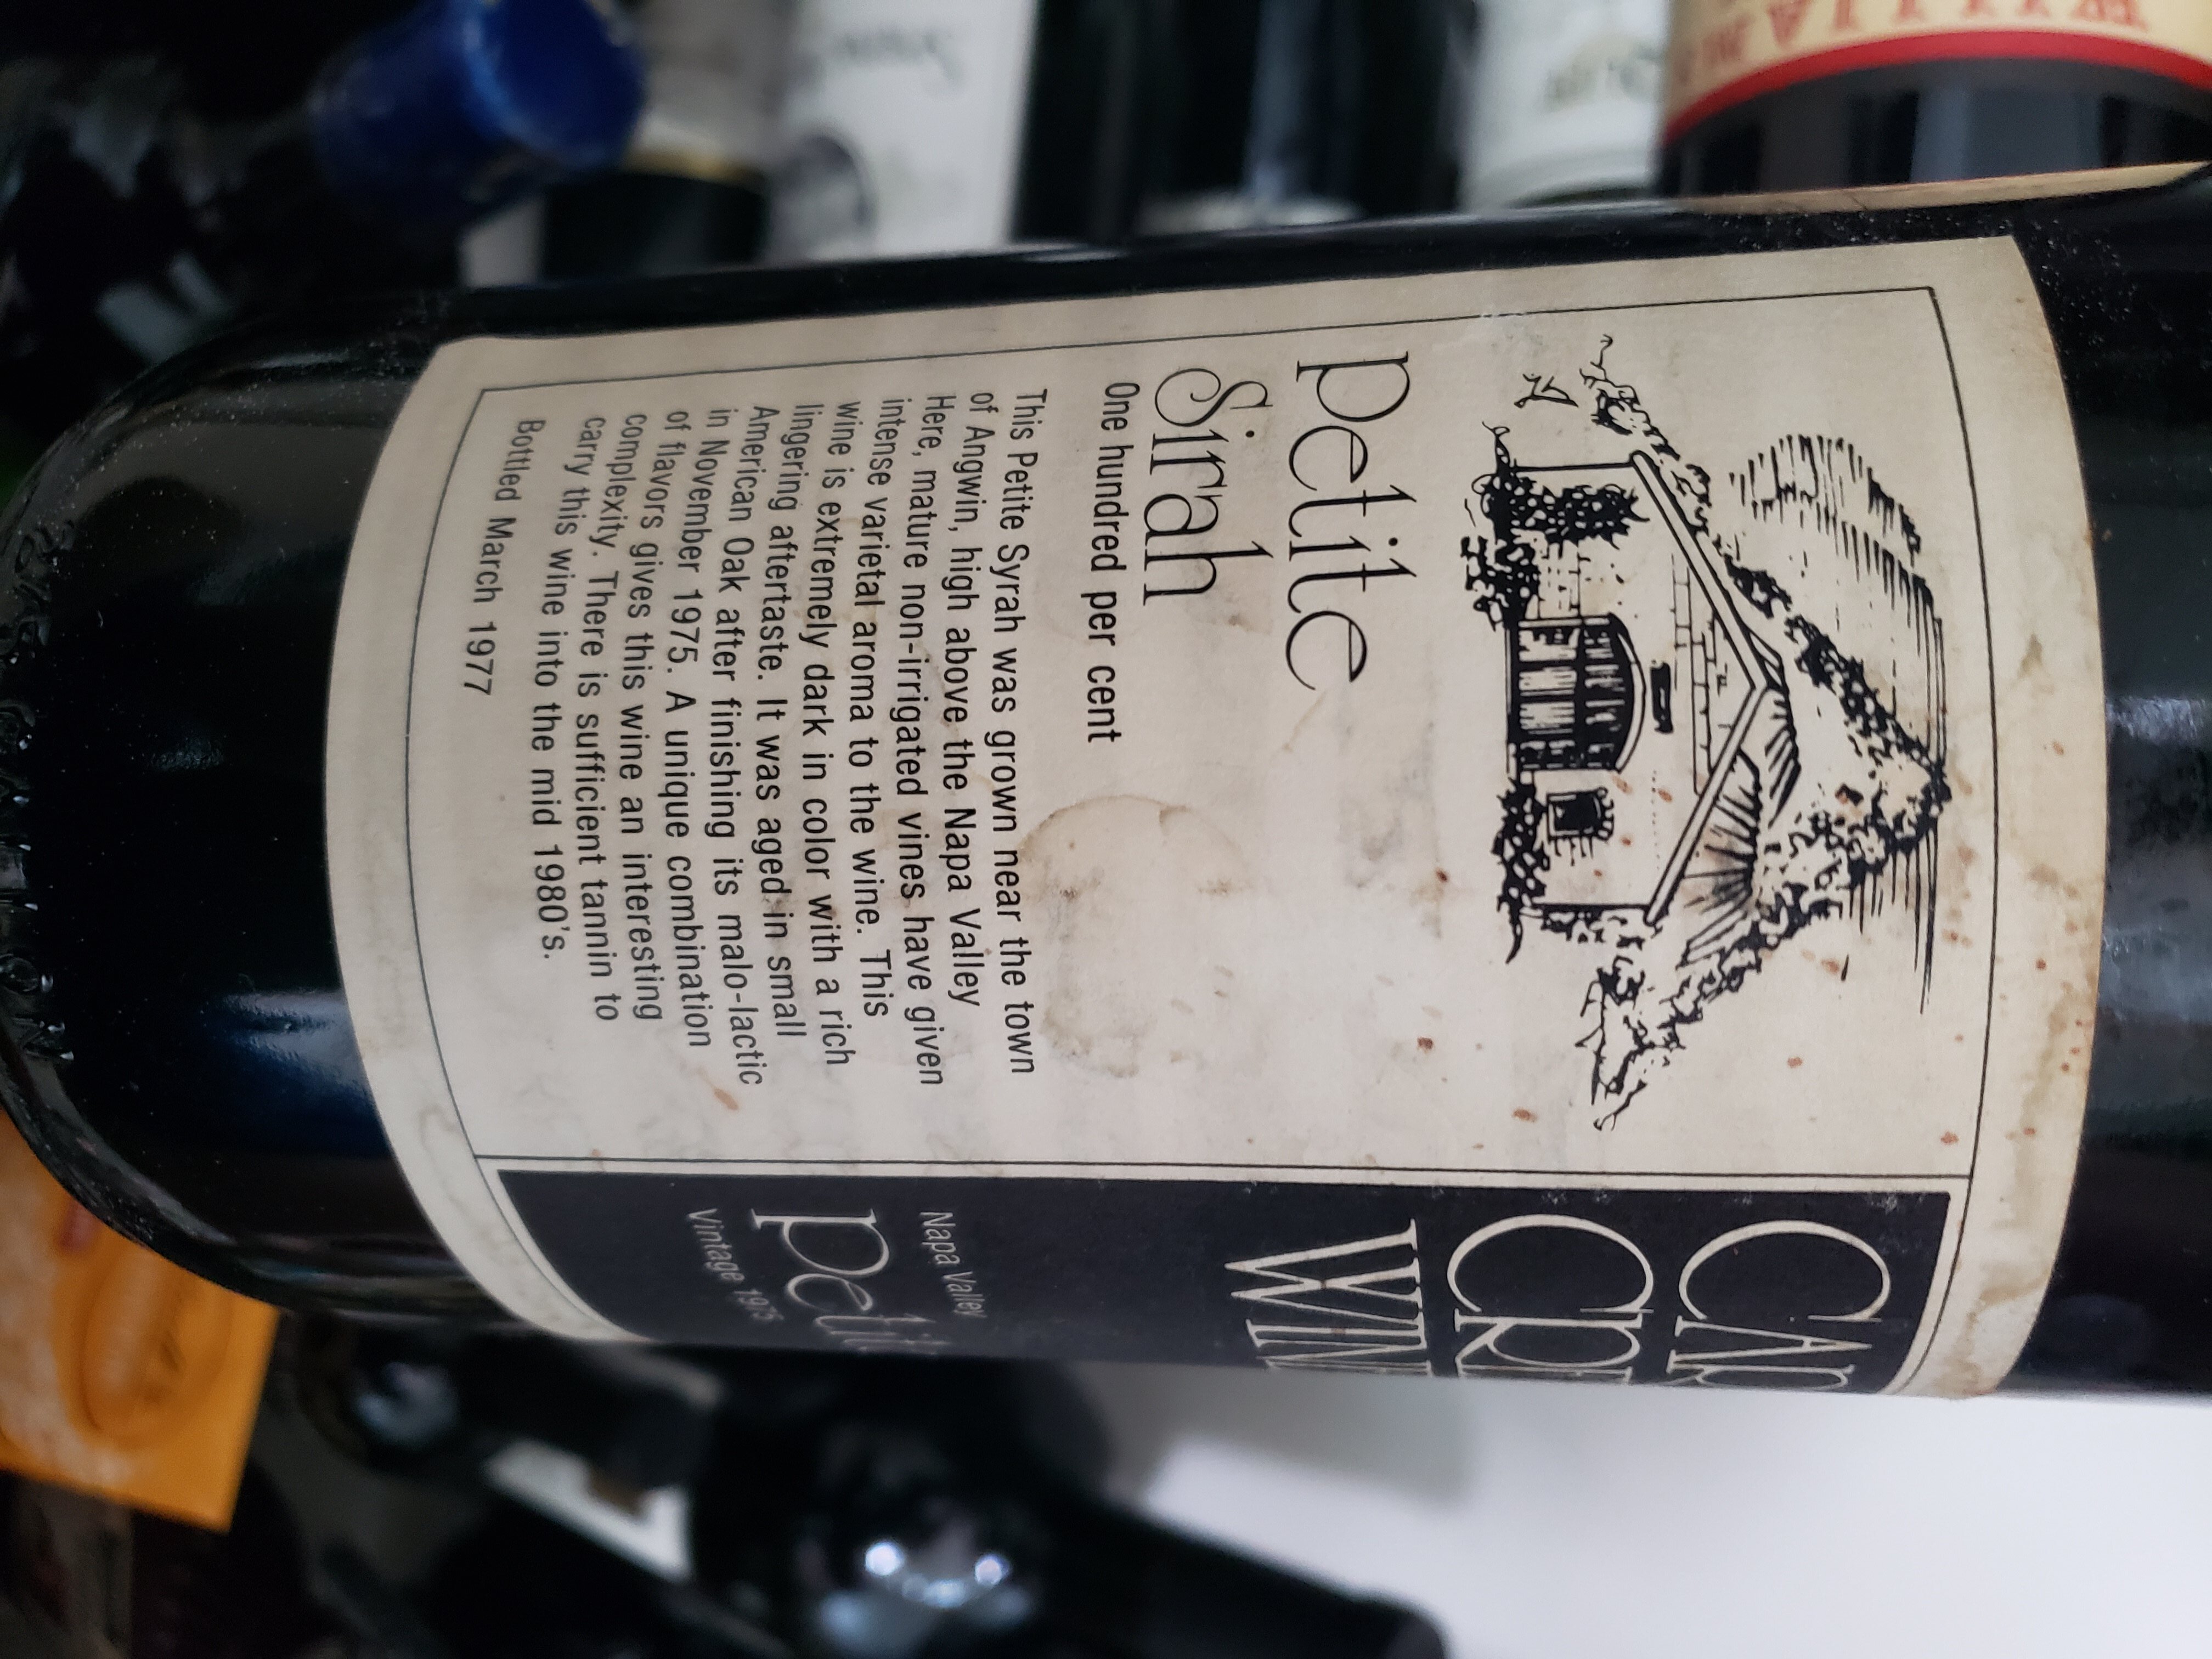 petite
Sirah
One hundred per cent
This Petite Syrah was grown near the town
of Angwin, high above the Napa Valley
Here, mature non-irrigated vines have given
intense varietal aroma to the wine. This
wine is extremely dark in color with a rich
lingering aftertaste. It was aged in small
American Oak after finishing its malo-lactic
in November 1975. A unique combination
of flavors gives this wine an interesting
complexity. There is sufficient tannin to
carry this wine into the mid 1980's.
Bottled March 1977
Napa Valley
Vintage 1975